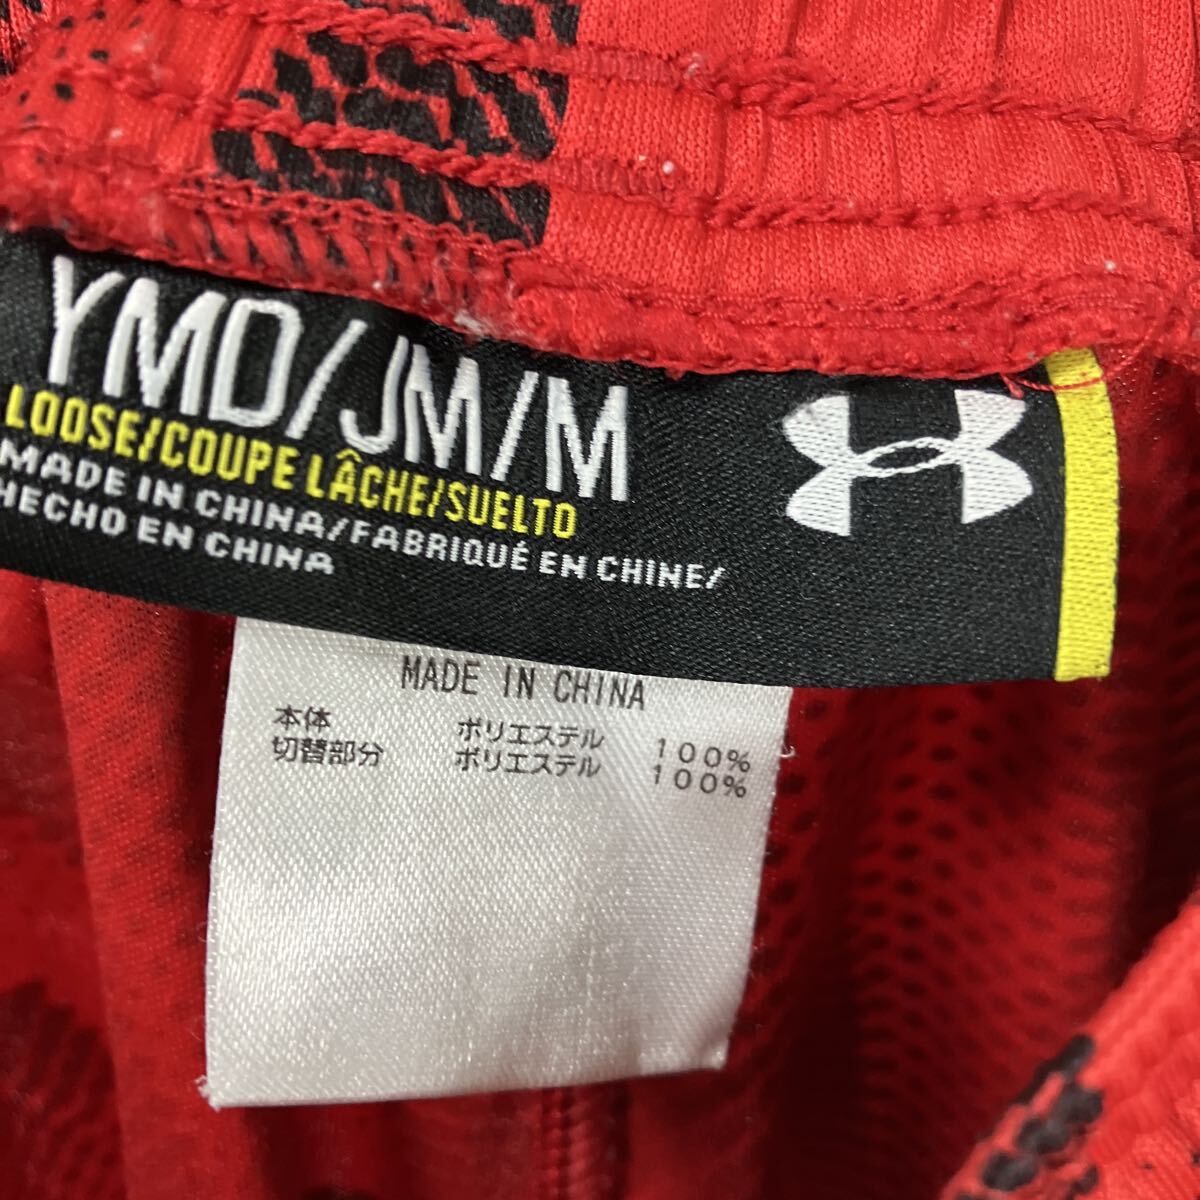 YMD/JM/M
LOOSE/COUPE LÂCHE/SUELTO
MADE IN CHINA/FABRIQUÉ EN CHINE/
HECHO EN CHINA
MADE IN CHINA
本体 ポリエステル 100%
切替部分 ポリエステル 100%